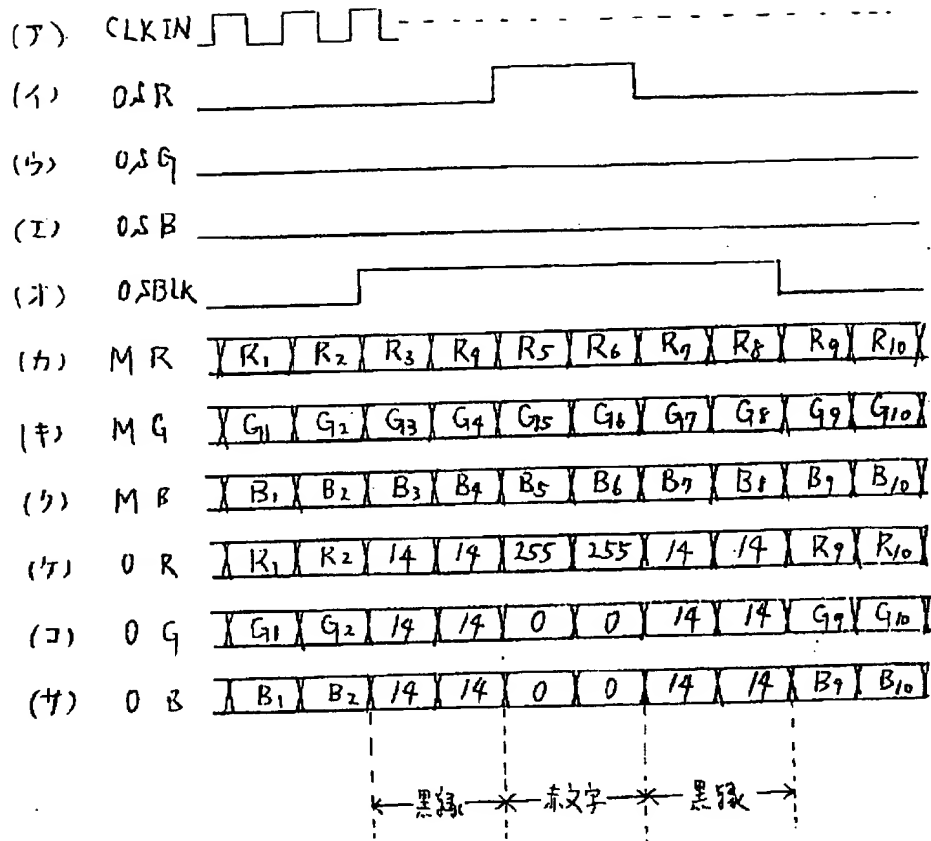 (ア) CLKIN
(イ) OSR
(ウ) OSG
(エ) OSB
(オ) OSBLK
(カ) MR R1 R2 R3 R4 R5 R6 R7 R8 R9 R10
(キ) MG G1 G2 G3 G4 G5 G6 G7 G8 G9 G10
(ク) MB B1 B2 B3 B4 B5 B6 B7 B8 B9 B10
(ケ) OR R1 R2 14 14 255 255 14 14 R9 R10
(コ) OG G1 G2 14 14 0 0 14 14 G9 G10
(サ) OB B1 B2 14 14 0 0 14 14 B9 B10
黒縁 赤文字 黒縁